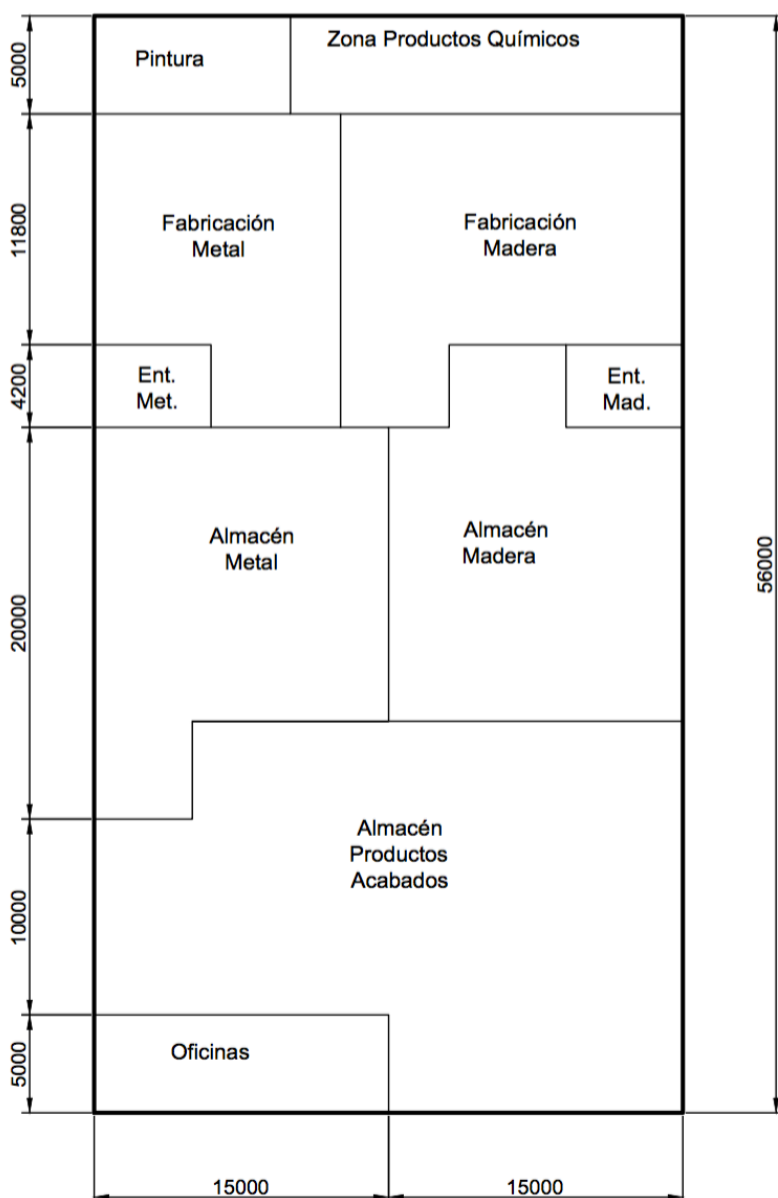 Pintura
Zona Productos Químicos
5000
Fabricación
Metal
Fabricación
Madera
11800
Ent.
Met.
Ent.
Mad.
4200
Almacén
Metal
Almacén
Madera
20000
56000
Almacén
Productos
Acabados
10000
Oficinas
5000
15000
15000